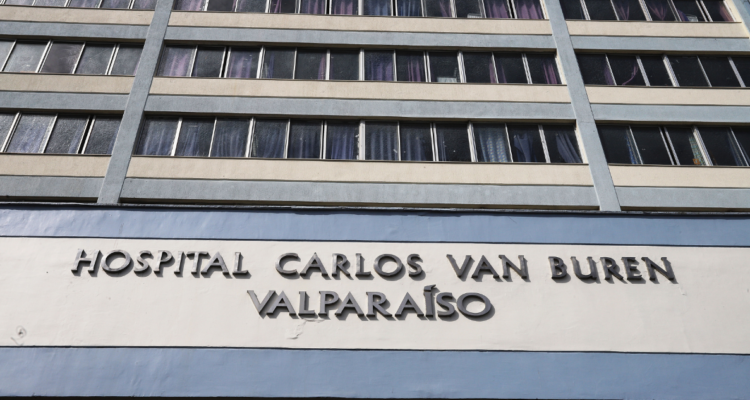 HOSPITAL CARLOS VAN BUREN
VALPARAÍSO